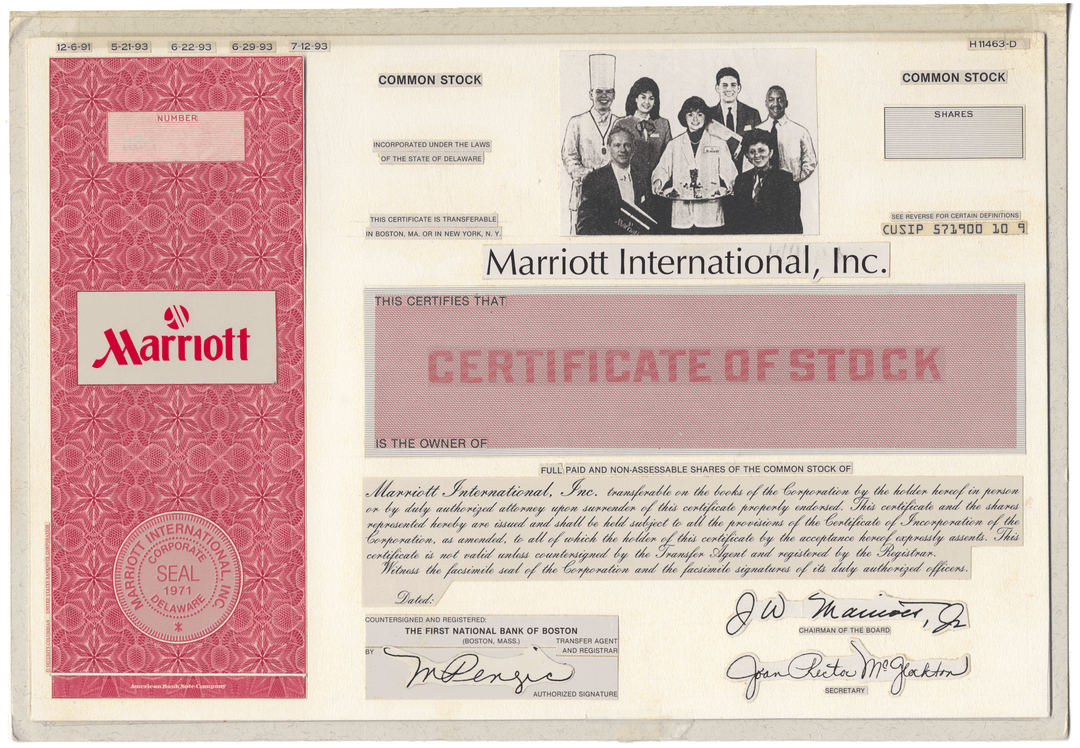 12-6-91 5-21-93 6-22-93 6-29-93 7-12-93
H 11463-D
NUMBER
Marriott
MARRIOTT INTERNATIONAL, INC.
CORPORATE
SEAL
1971
DELAWARE
American Bank Note Company
COMMON STOCK
INCORPORATED UNDER THE LAWS
OF THE STATE OF DELAWARE
THIS CERTIFICATE IS TRANSFERABLE
IN BOSTON, MA. OR IN NEW YORK, N.Y.
COMMON STOCK
SHARES
SEE REVERSE FOR CERTAIN DEFINITIONS
CUSIP 571900 10 9
Marriott International, Inc.
THIS CERTIFIES THAT
CERTIFICATE OF STOCK
IS THE OWNER OF
FULL PAID AND NON-ASSESSABLE SHARES OF THE COMMON STOCK OF
Marriott International, Inc. transferable on the books of the Corporation by the holder hereof in person
or by duly authorized attorney upon surrender of this certificate properly endorsed. This certificate and the shares
represented hereby are issued and shall be held subject to all the provisions of the Certificate of Incorporation of the
Corporation, as amended, to all of which the holder of this certificate by the acceptance hereof expressly assents. This
certificate is not valid unless countersigned by the Transfer Agent and registered by the Registrar.
Witness the facsimile seal of the Corporation and the facsimile signatures of its duly authorized officers.
Dated:
COUNTERSIGNED AND REGISTERED:
THE FIRST NATIONAL BANK OF BOSTON
(BOSTON, MASS.) TRANSFER AGENT
BY AND REGISTRAR
AUTHORIZED SIGNATURE
J W Marriott, Jr
CHAIRMAN OF THE BOARD
Joan Rector McGlockton
SECRETARY